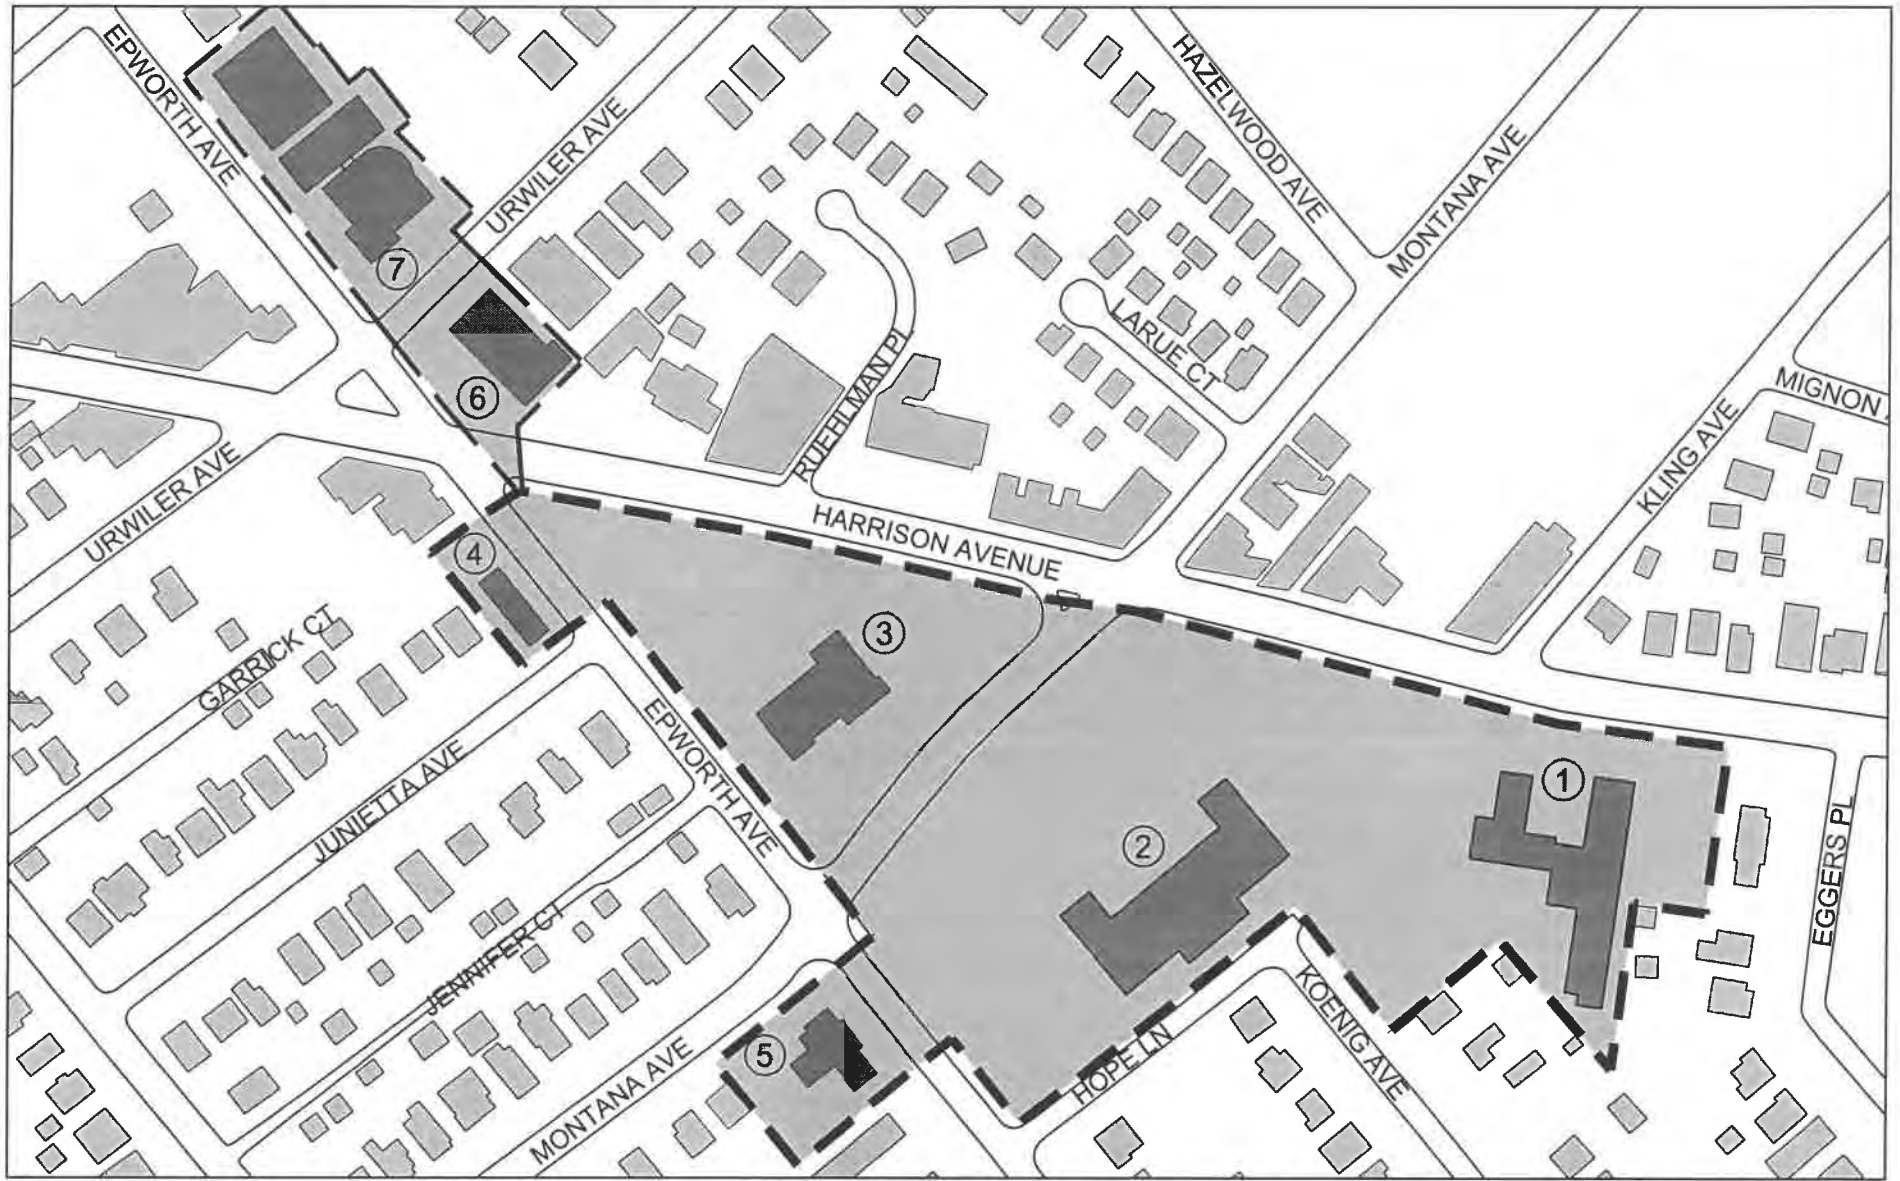 EPWORTH AVE
HAZELWOOD AVE
URWILER AVE
MONTANA AVE
7
LARUE CT
RUEHLMAN PL
MIGNON
6
KLING AVE
URWILER AVE
HARRISON AVENUE
4
GARRICK CT
3
EPWORTH AVE
1
JUNIETTA AVE
2
EGGERS PL
JENNIFER CT
KOENIG AVE
5
HOPE LN
MONTANA AVE